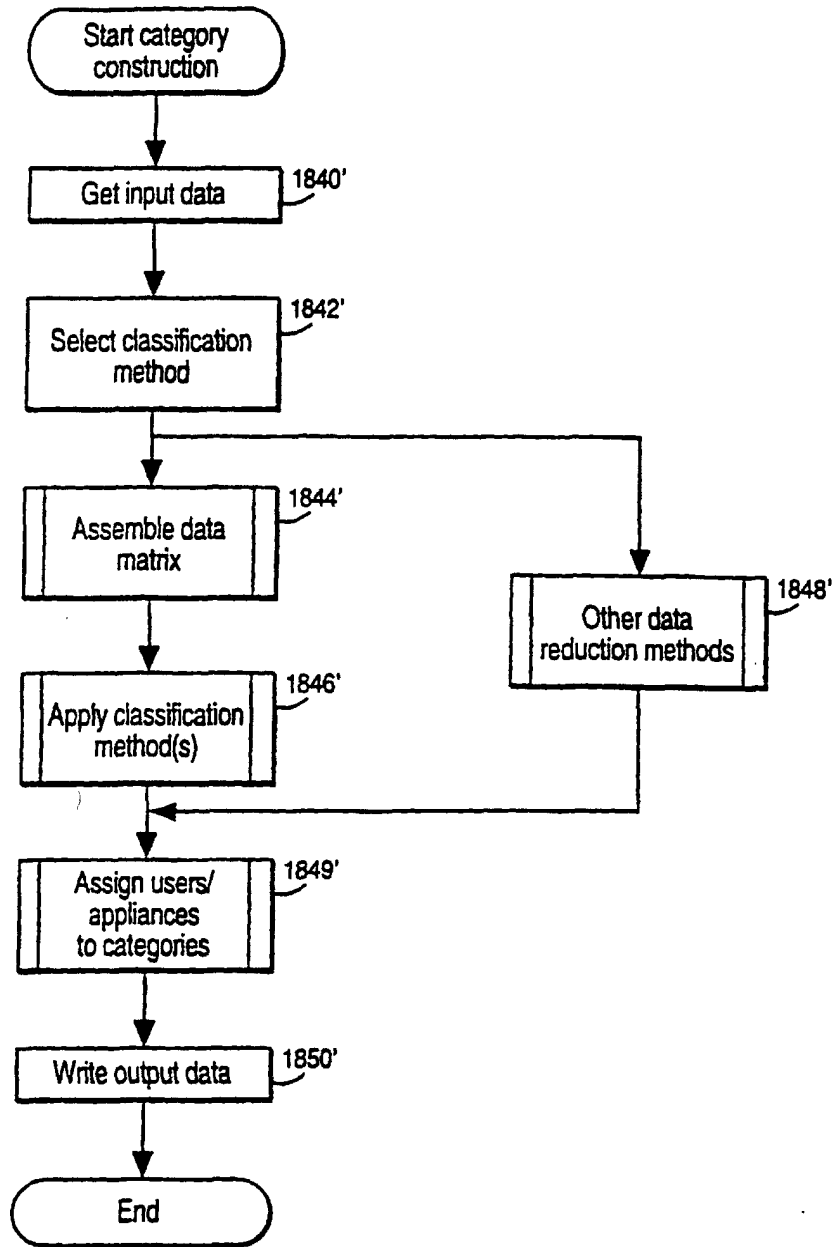 Start category
construction
Get input data
1840'
Select classification
method
1842'
Assemble data
matrix
1844'
Other data
reduction methods
1848'
Apply classification
method(s)
1846'
Assign users/
appliances
to categories
1849'
Write output data
1850'
End